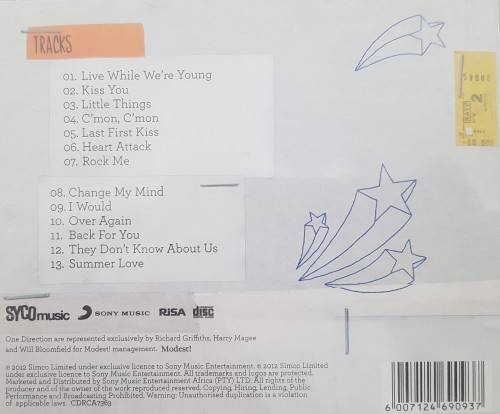 TRACKS
01. Live While We're Young
02. Kiss You
03. Little Things
04. C'mon, C'mon
05. Last First Kiss
06. Heart Attack
07. Rock Me
08. Change My Mind
09. I Would
10. Over Again
11. Back For You
12. They Don't Know About Us
13. Summer Love
SYCOmusic SONY MUSIC RISA COMPACT disc DIGITAL AUDIO
One Direction are represented exclusively by Richard Griffiths, Harry Magee
and Will Bloomfield for Modest! management. Modest!
℗ 2012 Simco Limited under exclusive licence to Sony Music Entertainment. © 2012 Simco Limited
under exclusive licence to Sony Music Entertainment. All trademarks and logos are protected.
Marketed and Distributed by Sony Music Entertainment Africa (PTY) LTD. All rights of the
producer and of the owner of the work reproduced reserved. Copying, Hiring, Lending, Public
Performance and Broadcasting Prohibited. Warning: Unauthorised duplication is a violation
of applicable laws. CDRCA7363
6 007124 690937
2